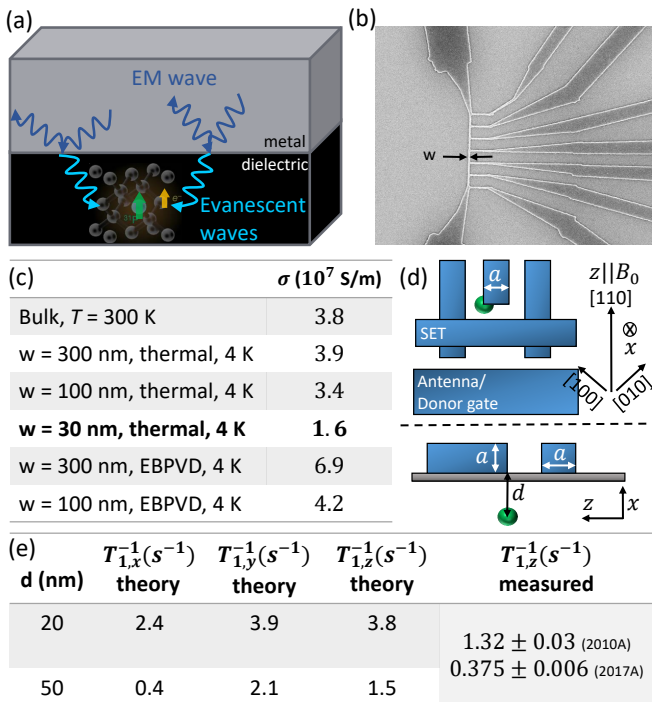 (a)
EM wave
metal
dielectric
e⁻
Evanescent
waves
(b)
w
(c)
σ (10⁷ S/m)
Bulk, T = 300 K 3.8
w = 300 nm, thermal, 4 K 3.9
w = 100 nm, thermal, 4 K 3.4
w = 30 nm, thermal, 4 K 1.6
w = 300 nm, EBPVD, 4 K 6.9
w = 100 nm, EBPVD, 4 K 4.2
(d)
a
SET
Antenna/
Donor gate
z||B₀
[110]
x
[100]
[010]
a
a
d
z
x
(e)
d (nm) T₁,ₓ⁻¹(s⁻¹) theory T₁,y⁻¹(s⁻¹) theory T₁,z⁻¹(s⁻¹) theory T₁,z⁻¹(s⁻¹) measured
20 2.4 3.9 3.8
1.32 ± 0.03 (2010A)
0.375 ± 0.006 (2017A)
50 0.4 2.1 1.5